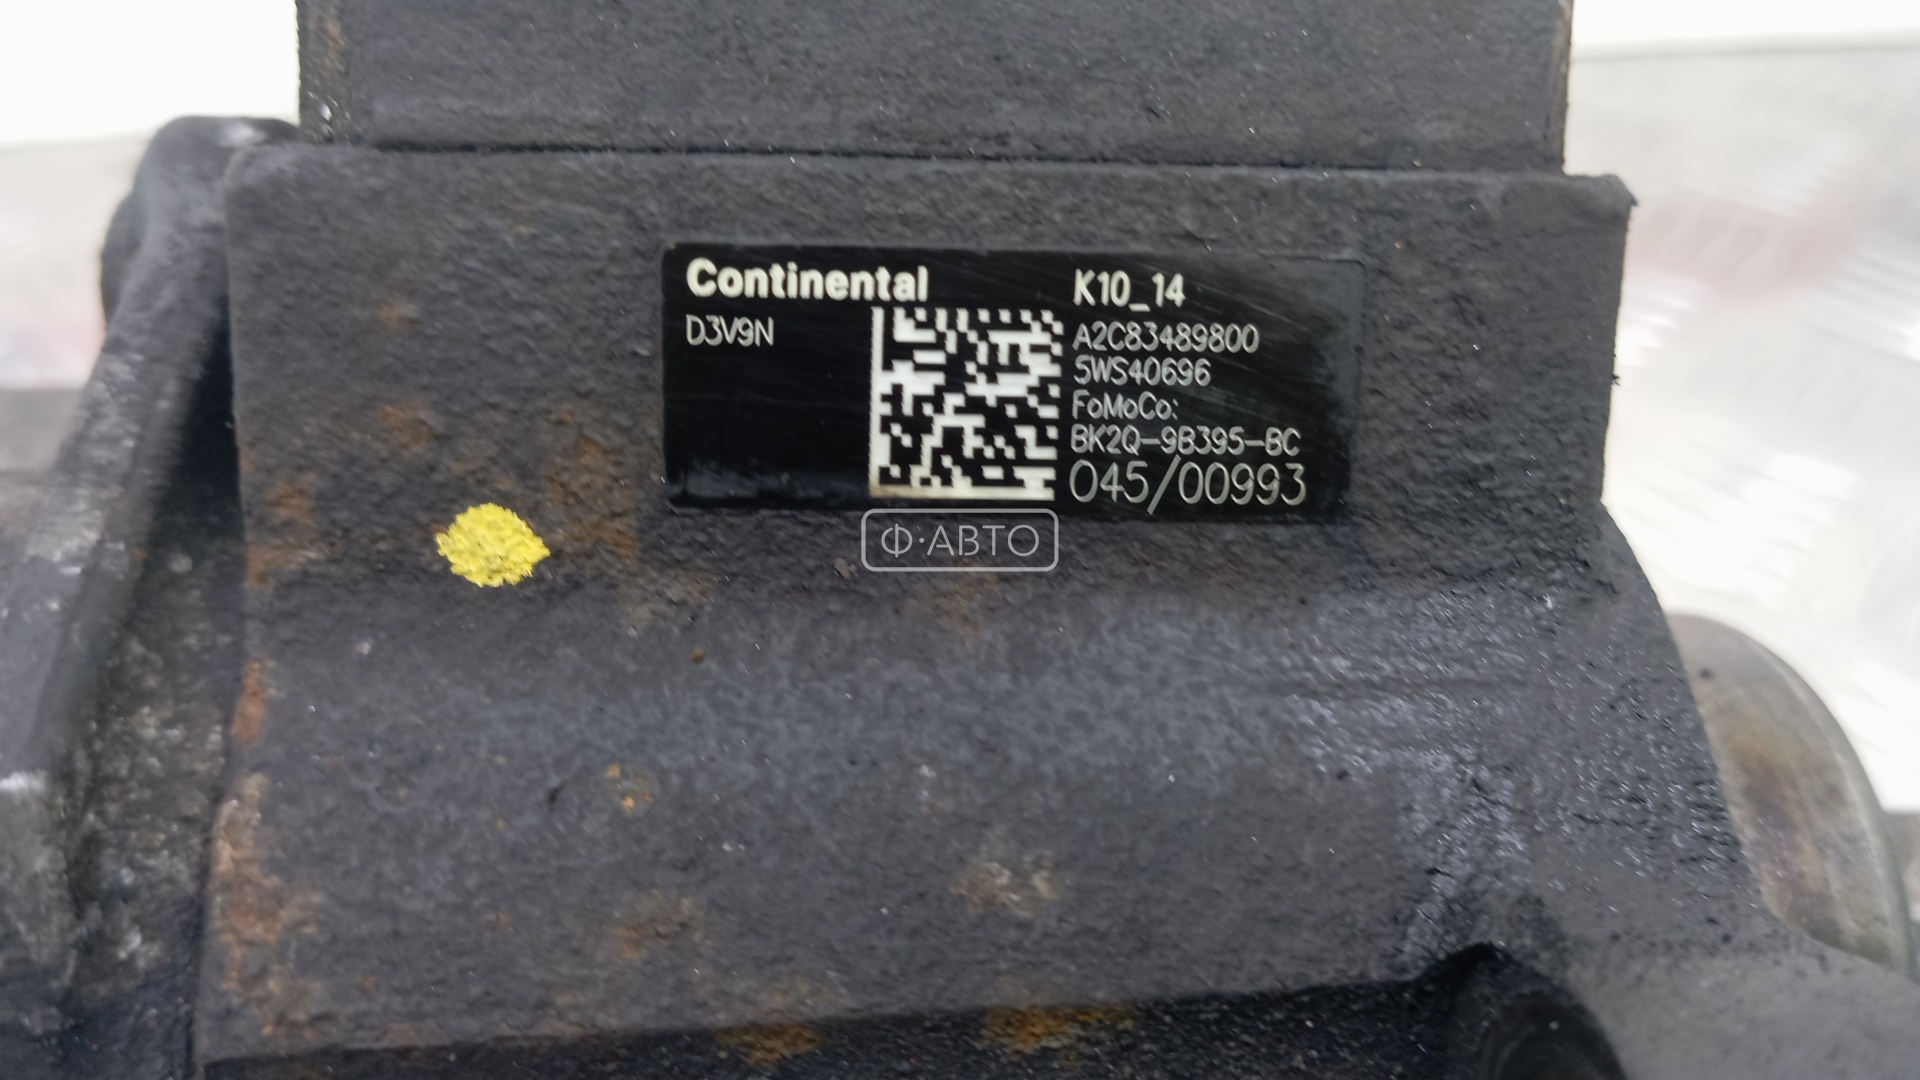 Continental
D3V9N
K10_14
A2C83489800
5WS40696
FoMoCo:
BK2Q-9B395-BC
045/00993
Ф·АВТО